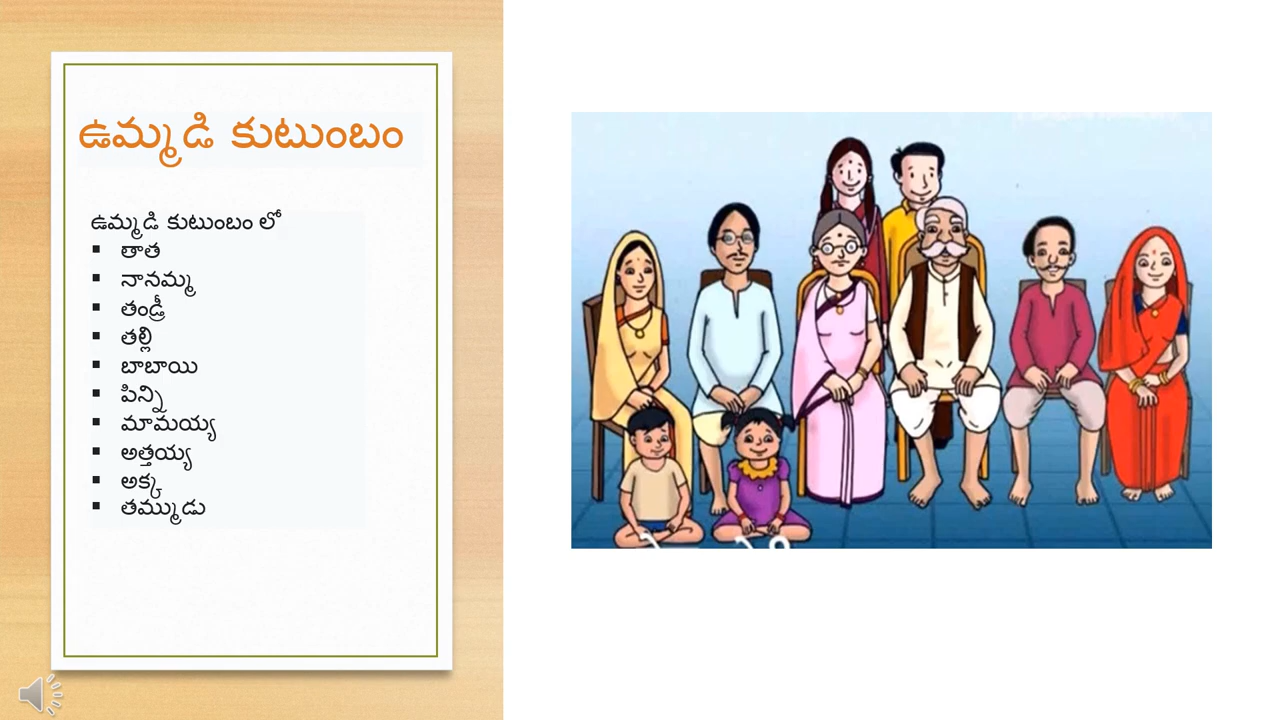 ఉమ్మడి కుటుంబం
ఉమ్మడి కుటుంబం లో
▪ తాత
▪ నానమ్మ
▪ తండ్రీ
▪ తల్లి
▪ బాబాయి
▪ పిన్ని
▪ మామయ్య
▪ అత్తయ్య
▪ అక్క
▪ తమ్ముడు